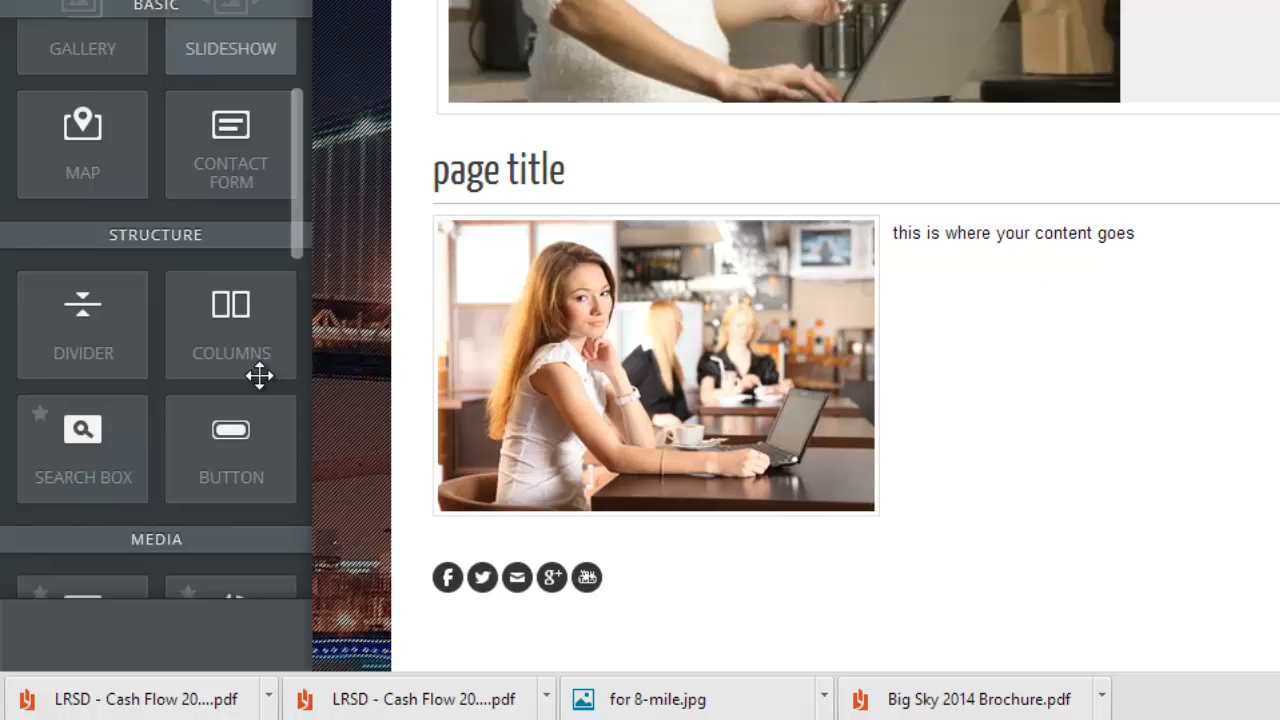 BASIC
GALLERY
SLIDESHOW
MAP
CONTACT
FORM
STRUCTURE
DIVIDER
COLUMNS
SEARCH BOX
BUTTON
MEDIA
page title
this is where your content goes
LRSD - Cash Flow 20....pdf
LRSD - Cash Flow 20....pdf
for 8-mile.jpg
Big Sky 2014 Brochure.pdf